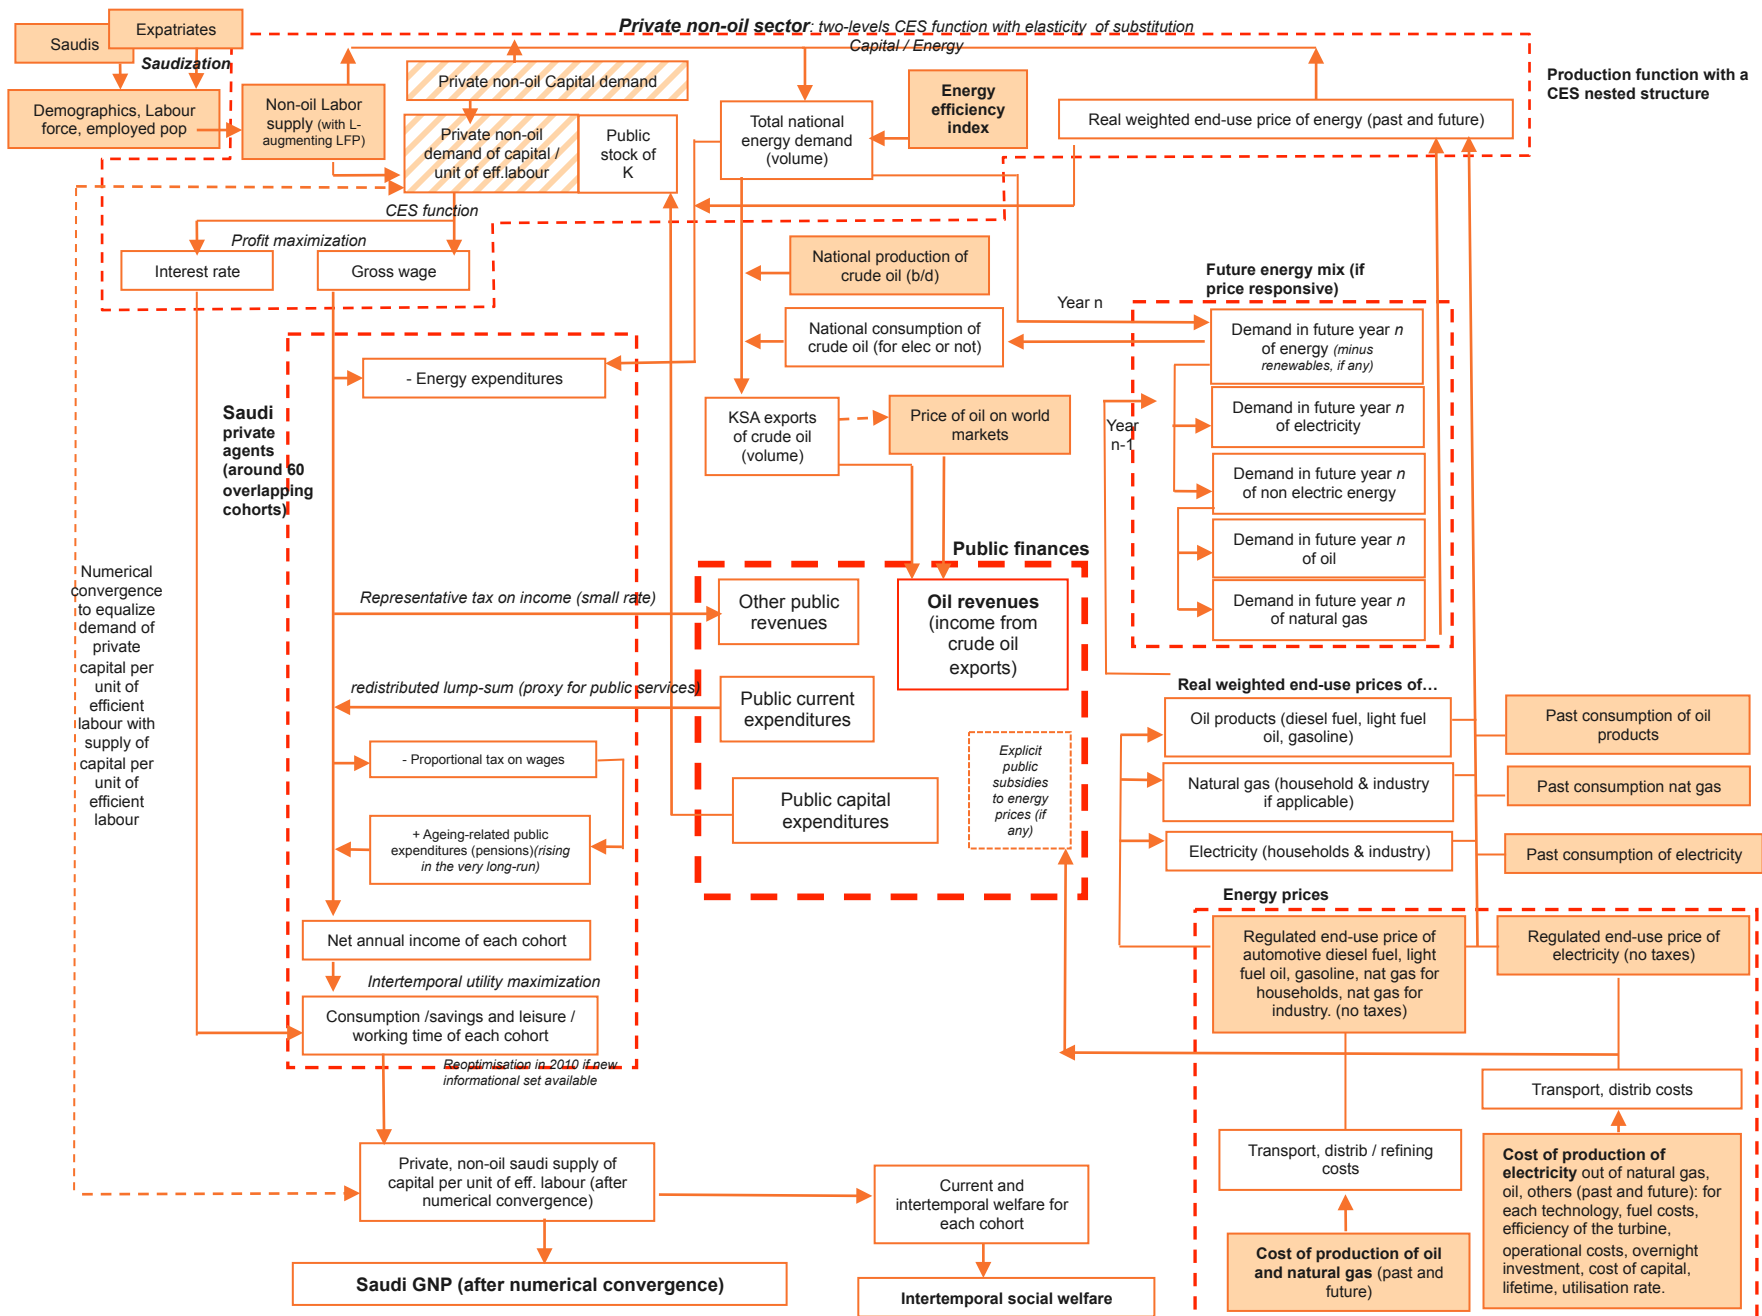 Private non-oil sector: two-levels CES function with elasticity of substitution
Capital / Energy
Expatriates
Saudis
Saudization
Demographics, Labour
force, employed pop
Non-oil Labor
supply (with L-
augmenting LFP)
Private non-oil Capital demand
Private non-oil
demand of capital /
unit of eff.labour
Public
stock of
K
Total national
energy demand
(volume)
Energy
efficiency
index
Real weighted end-use price of energy (past and future)
Production function with a
CES nested structure
CES function
Profit maximization
Interest rate
Gross wage
National production of
crude oil (b/d)
National consumption of
crude oil (for elec or not)
Year n
Future energy mix (if
price responsive)
Demand in future year n
of energy (minus
renewables, if any)
Demand in future year n
of electricity
Demand in future year n
of non electric energy
Demand in future year n
of oil
Demand in future year n
of natural gas
Year
n-1
- Energy expenditures
Saudi
private
agents
(around 60
overlapping
cohorts)
KSA exports
of crude oil
(volume)
Price of oil on world
markets
Public finances
Numerical
convergence
to equalize
demand of
private
capital per
unit of
efficient
labour with
supply of
capital per
unit of
efficient
labour
Representative tax on income (small rate)
Other public
revenues
Oil revenues
(income from
crude oil
exports)
redistributed lump-sum (proxy for public services)
Public current
expenditures
Explicit
public
subsidies
to energy
prices (if
any)
Public capital
expenditures
- Proportional tax on wages
+ Ageing-related public
expenditures (pensions)(rising
in the very long-run)
Net annual income of each cohort
Intertemporal utility maximization
Consumption /savings and leisure /
working time of each cohort
Reoptimisation in 2010 if new
informational set available
Real weighted end-use prices of…
Oil products (diesel fuel, light fuel
oil, gasoline)
Natural gas (household & industry
if applicable)
Electricity (households & industry)
Past consumption of oil
products
Past consumption nat gas
Past consumption of electricity
Energy prices
Regulated end-use price of
automotive diesel fuel, light
fuel oil, gasoline, nat gas for
households, nat gas for
industry. (no taxes)
Regulated end-use price of
electricity (no taxes)
Transport, distrib costs
Transport, distrib / refining
costs
Cost of production of
electricity out of natural gas,
oil, others (past and future): for
each technology, fuel costs,
efficiency of the turbine,
operational costs, overnight
investment, cost of capital,
lifetime, utilisation rate.
Cost of production of oil
and natural gas (past and
future)
Private, non-oil saudi supply of
capital per unit of eff. labour (after
numerical convergence)
Current and
intertemporal welfare for
each cohort
Saudi GNP (after numerical convergence)
Intertemporal social welfare